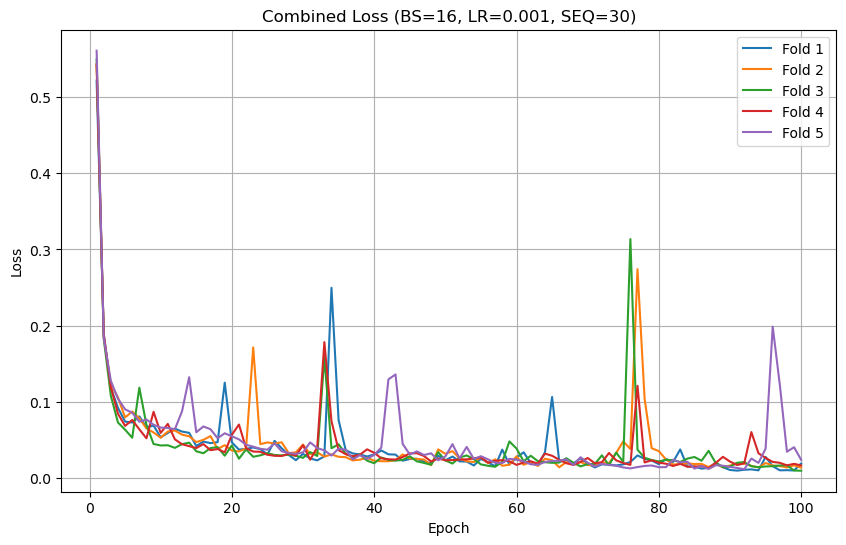 Combined Loss (BS=16, LR=0.001, SEQ=30)
Fold 1
Fold 2
Fold 3
Fold 4
Fold 5
Loss
0.5
0.4
0.3
0.2
0.1
0.0
0 20 40 60 80 100
Epoch